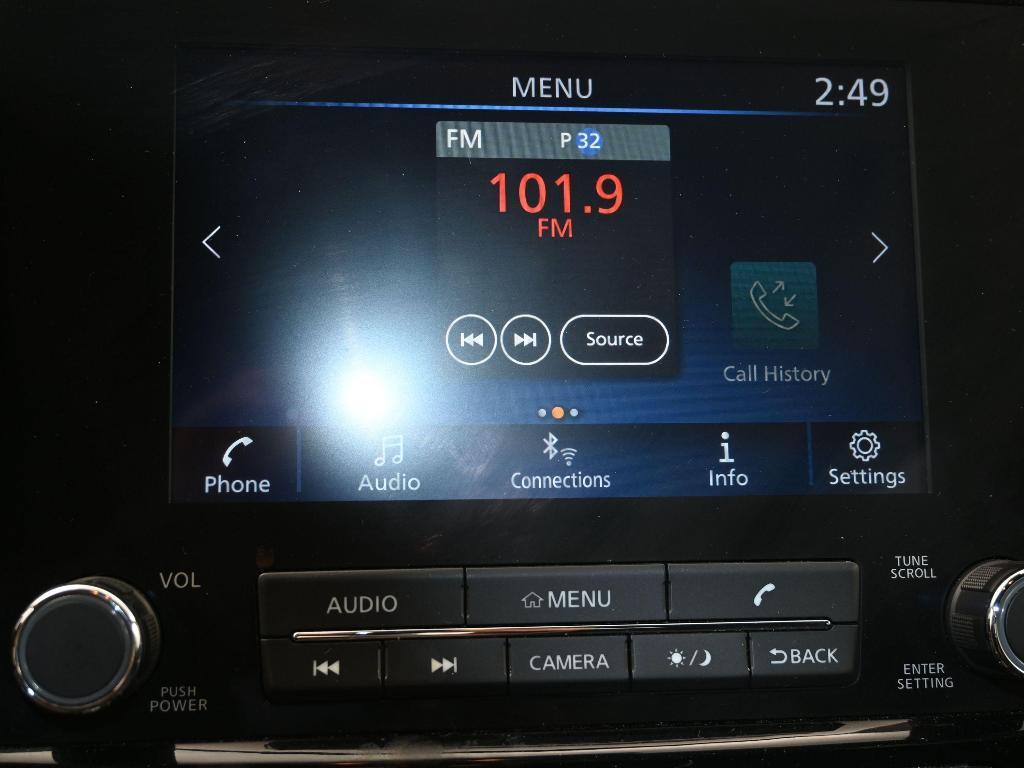 MENU
2:49
FM P 32
101.9
FM
Source
Call History
Phone
Audio
Connections
Info
Settings
VOL
PUSH
POWER
AUDIO
MENU
CAMERA
BACK
TUNE
SCROLL
ENTER
SETTING